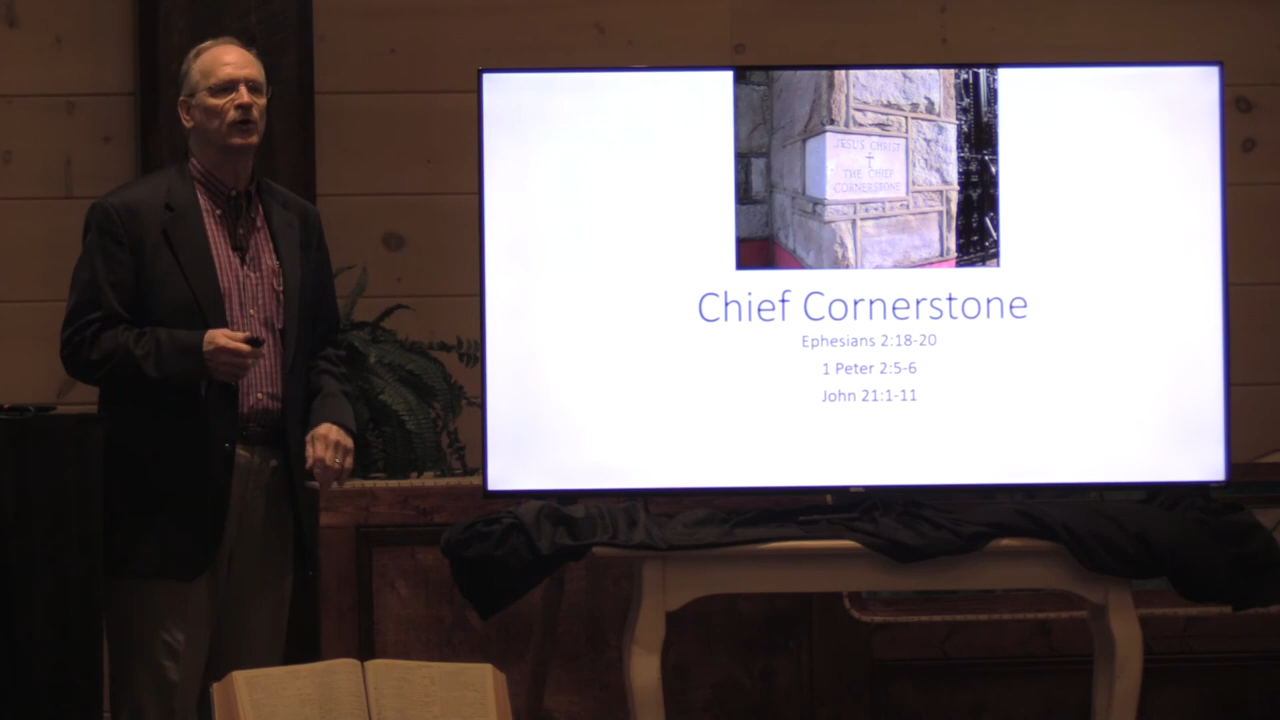 JESUS CHRIST
THE CHIEF
CORNERSTONE
Chief Cornerstone
Ephesians 2:18-20
1 Peter 2:5-6
John 21:1-11